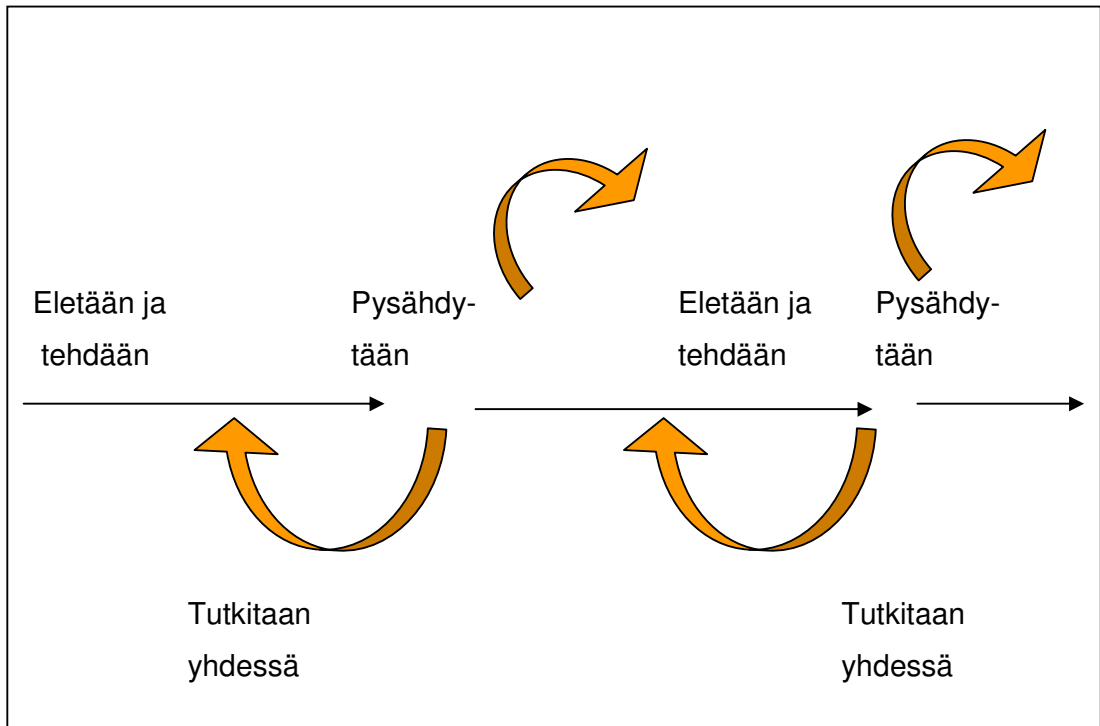 Eletään ja
tehdään
Pysähdy-
tään
Eletään ja
tehdään
Pysähdy-
tään
Tutkitaan
yhdessä
Tutkitaan
yhdessä